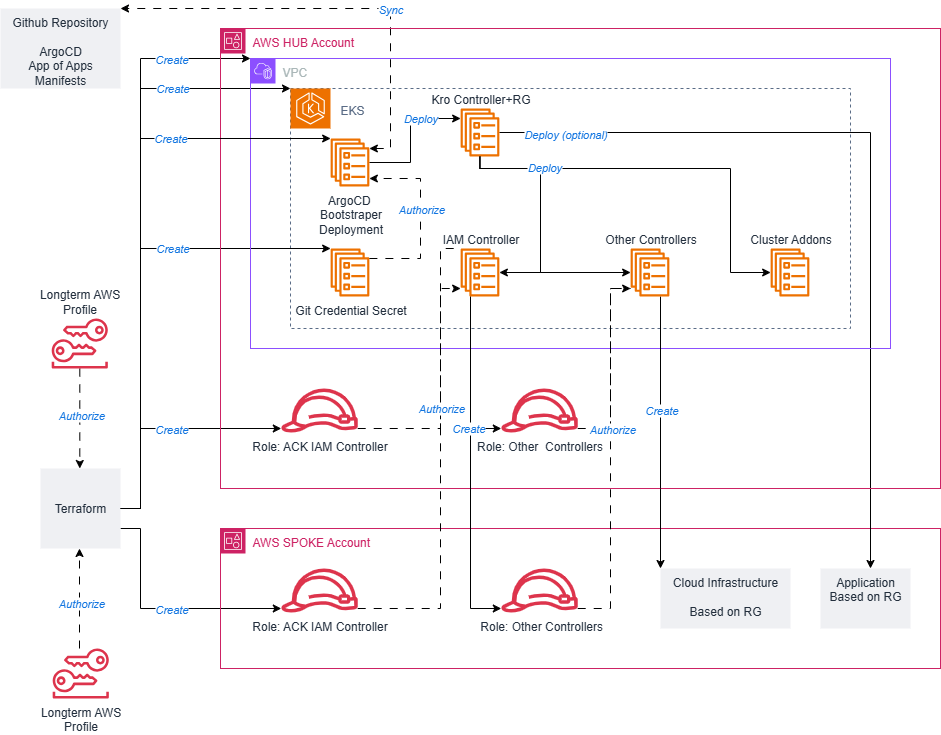 Sync
Github Repository
ArgoCD
App of Apps
Manifests
AWS HUB Account
Create
VPC
Create
EKS
Kro Controller+RG
Deploy
Deploy (optional)
Create
Deploy
ArgoCD
Bootstraper
Deployment
Authorize
Create
IAM Controller
Other Controllers
Cluster Addons
Git Credential Secret
Longterm AWS
Profile
Authorize
Authorize
Create
Create
Create
Authorize
Role: ACK IAM Controller
Role: Other  Controllers
Terraform
AWS SPOKE Account
Cloud Infrastructure
Based on RG
Application
Based on RG
Authorize
Create
Role: ACK IAM Controller
Role: Other Controllers
Longterm AWS
Profile